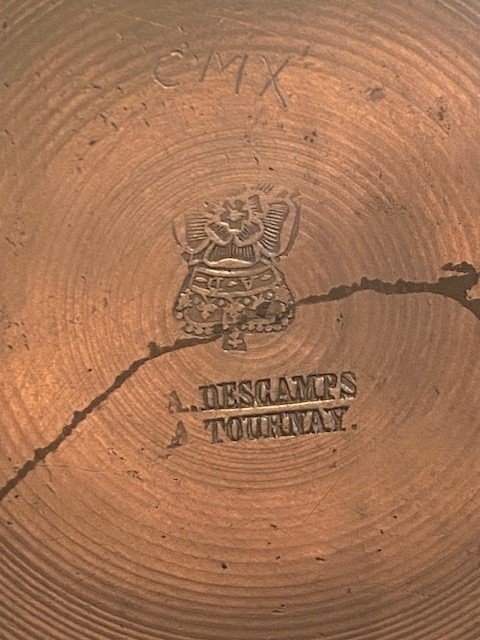 CMX
A-D
A. DESCAMPS
A TOURNAY.